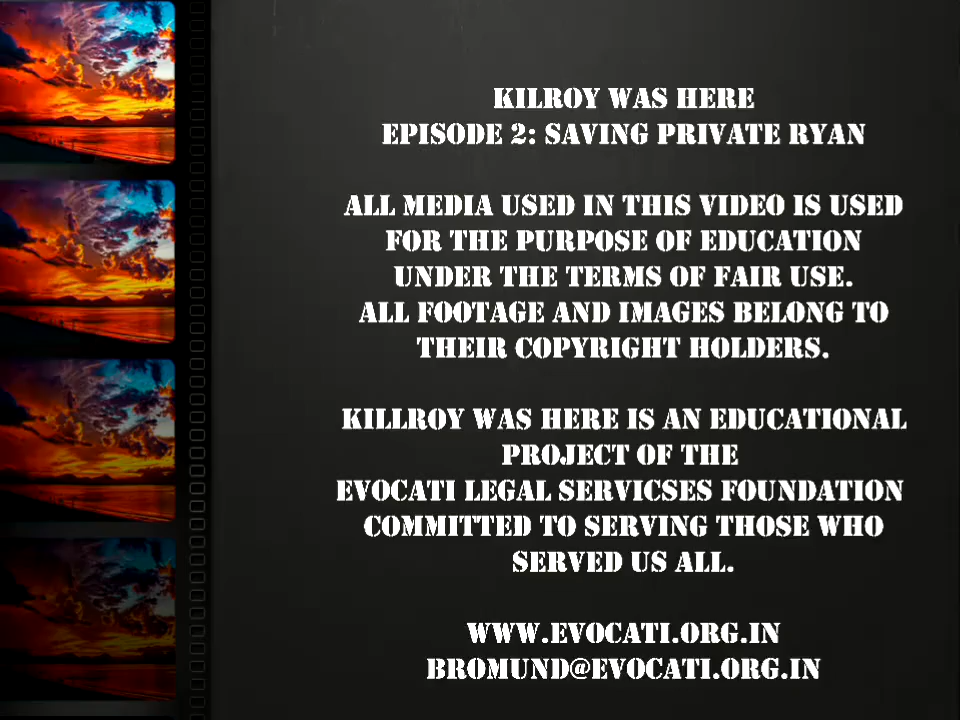 KILROY WAS HERE
EPISODE 2: SAVING PRIVATE RYAN
ALL MEDIA USED IN THIS VIDEO IS USED
FOR THE PURPOSE OF EDUCATION
UNDER THE TERMS OF FAIR USE.
ALL FOOTAGE AND IMAGES BELONG TO
THEIR COPYRIGHT HOLDERS.
KILLROY WAS HERE IS AN EDUCATIONAL
PROJECT OF THE
EVOCATI LEGAL SERVICSES FOUNDATION
COMMITTED TO SERVING THOSE WHO
SERVED US ALL.
WWW.EVOCATI.ORG.IN
BROMUND@EVOCATI.ORG.IN